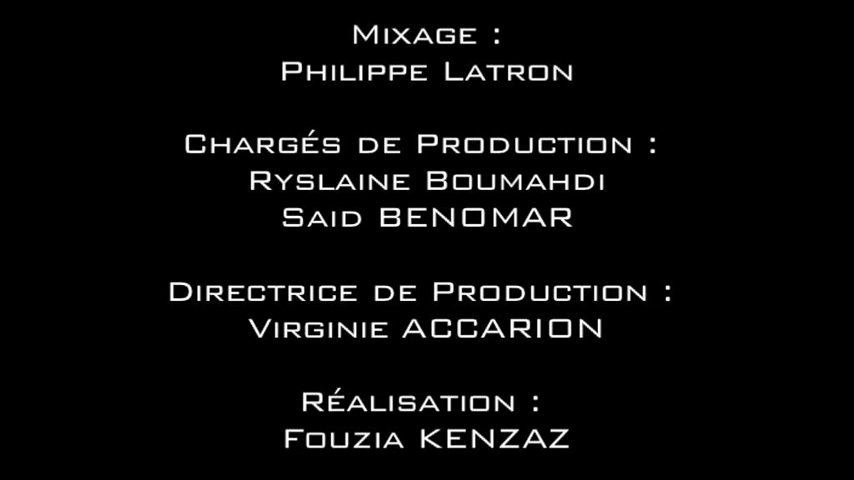 Mixage :
Philippe Latron
Chargés de Production :
Ryslaine Boumahdi
Said BENOMAR
Directrice de Production :
Virginie ACCARION
Réalisation :
Fouzia KENZAZ